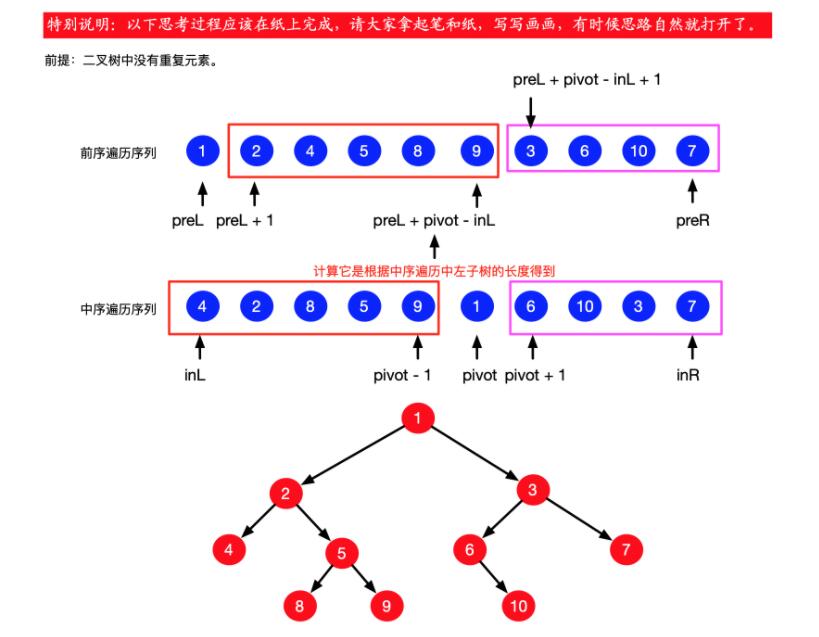 特别说明：以下思考过程应该在纸上完成，请大家拿起笔和纸，写写画画，有时候思路自然就打开了。
前提：二叉树中没有重复元素。
preL + pivot - inL + 1
前序遍历序列 1 2 4 5 8 9 3 6 10 7
preL preL + 1 preL + pivot - inL preR
计算它是根据中序遍历中左子树的长度得到
中序遍历序列 4 2 8 5 9 1 6 10 3 7
inL pivot - 1 pivot pivot + 1 inR
1
2 3
4 5 6 7
8 9 10